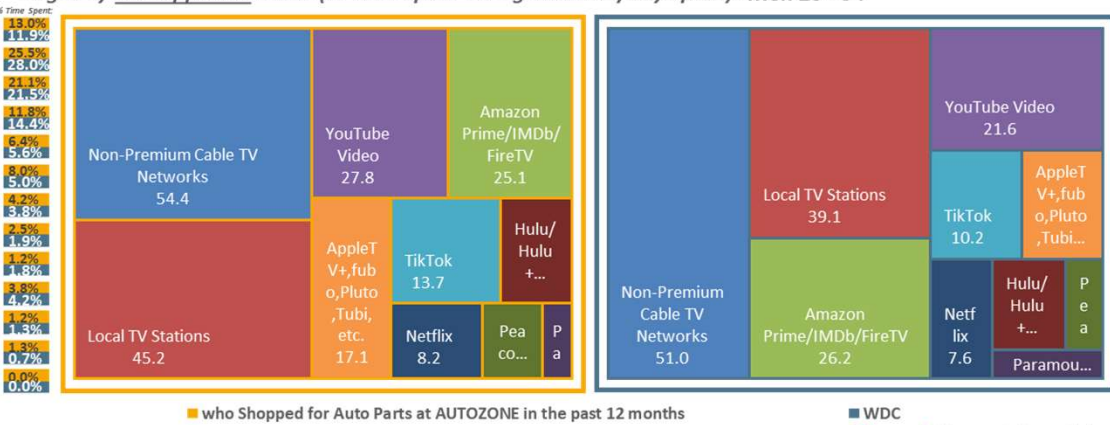 % Time Spent:
13.0%
11.9%
25.5%
28.0%
21.1%
21.5%
11.8%
14.4%
6.4%
5.6%
8.0%
5.0%
4.2%
3.8%
2.5%
1.9%
1.2%
1.8%
3.8%
4.2%
1.2%
1.3%
1.3%
0.7%
0.0%
0.0%
Non-Premium Cable TV
Networks
54.4
Local TV Stations
45.2
YouTube
Video
27.8
Amazon
Prime/IMDb/
FireTV
25.1
AppleT
V+,fub
o,Pluto
,Tubi,
etc.
17.1
TikTok
13.7
Hulu/
Hulu
+...
Netflix
8.2
Pea
co...
P
a
Non-Premium
Cable TV
Networks
51.0
Local TV Stations
39.1
Amazon
Prime/IMDb/FireTV
26.2
YouTube Video
21.6
TikTok
10.2
AppleT
V+,fub
o,Pluto
,Tubi...
Netf
lix
7.6
Hulu/
Hulu
+...
P
e
a
Paramou...
who Shopped for Auto Parts at AUTOZONE in the past 12 months
WDC